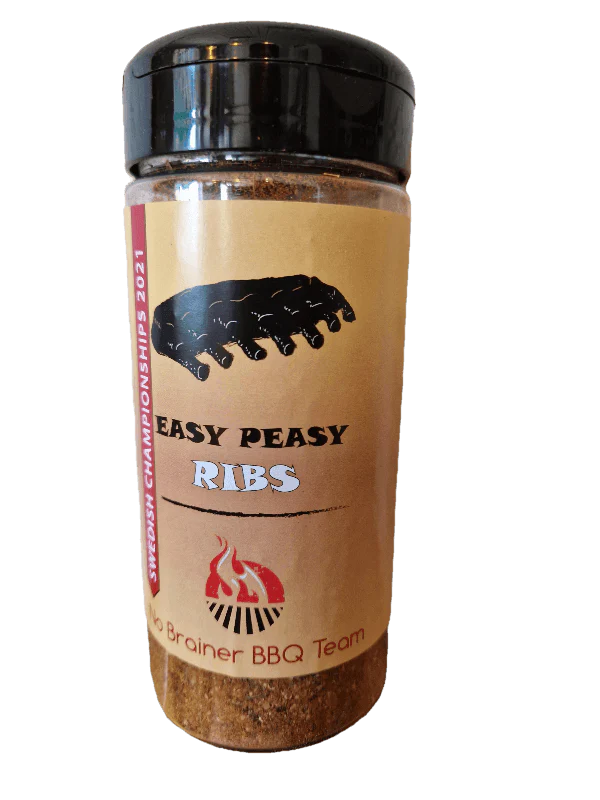 SWEDISH CHAMPIONSHIPS 2021
EASY PEASY
RIBS
No Brainer BBQ Team